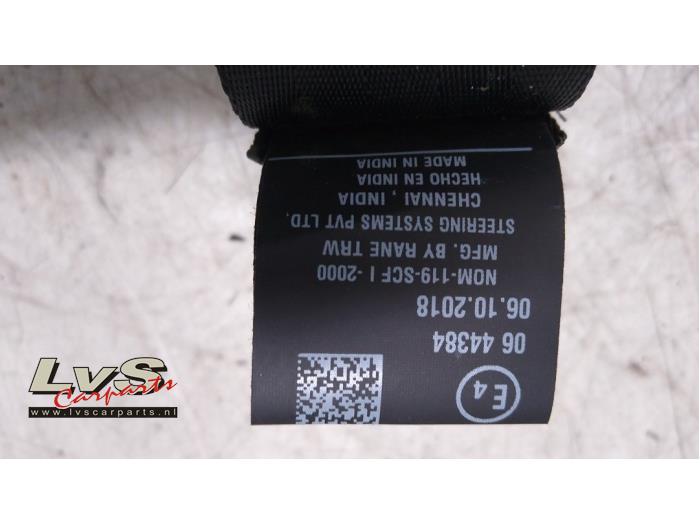 E4
06 44384
06.10.2018
NOM-119-SCF I -2000
MFG. BY RANE TRW
STEERING SYSTEMS PVT LTD.
CHENNAI , INDIA
HECHO EN INDIA
MADE IN INDIA
LvS
Carparts
www.lvscarparts.nl